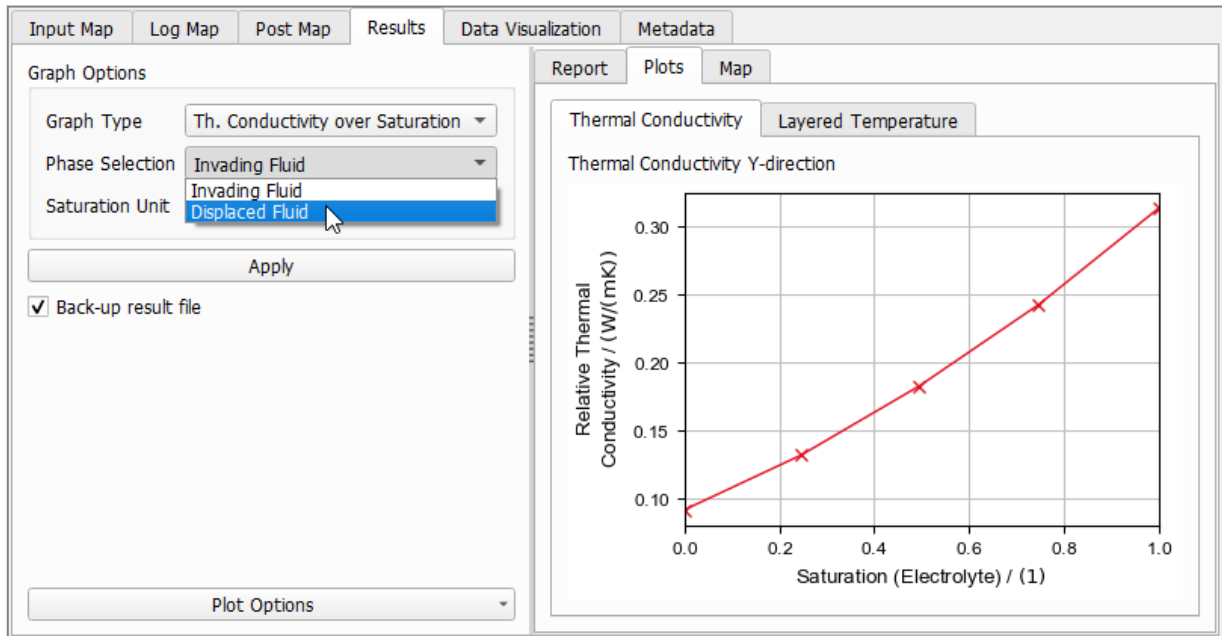 Input Map
Log Map
Post Map
Results
Data Visualization
Metadata
Graph Options
Graph Type
Th. Conductivity over Saturation
Phase Selection
Invading Fluid
Invading Fluid
Displaced Fluid
Saturation Unit
Apply
Back-up result file
Plot Options
Report
Plots
Map
Thermal Conductivity
Layered Temperature
Thermal Conductivity Y-direction
Relative Thermal
Conductivity / (W/(mK))
0.30
0.25
0.20
0.15
0.10
0.0
0.2
0.4
0.6
0.8
1.0
Saturation (Electrolyte) / (1)